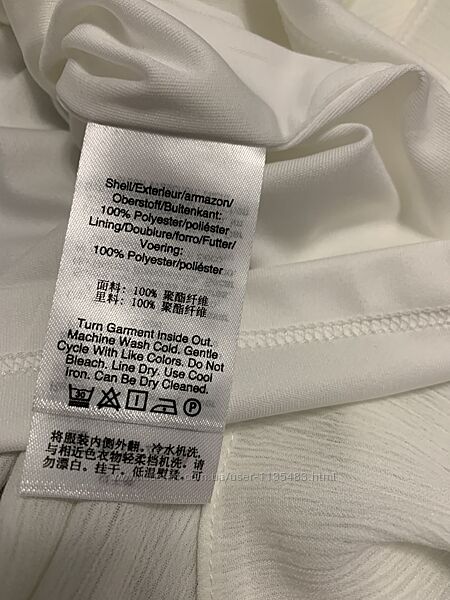 Shell/Exterieur/armazon/
Oberstoff/Buitenkant:
100% Polyester/poliéster
Lining/Doublure/forro/Futter/
Voering:
100% Polyester/poliéster
面料: 100% 聚酯纤维
里料: 100% 聚酯纤维
Turn Garment Inside Out.
Machine Wash Cold. Gentle
Cycle With Like Colors. Do Not
Bleach. Line Dry. Use Cool
Iron. Can Be Dry Cleaned.
30 P
将服装内侧外翻。冷水机洗。
与相近色衣物轻柔档机洗。请
勿漂白。挂干。低温熨烫。可